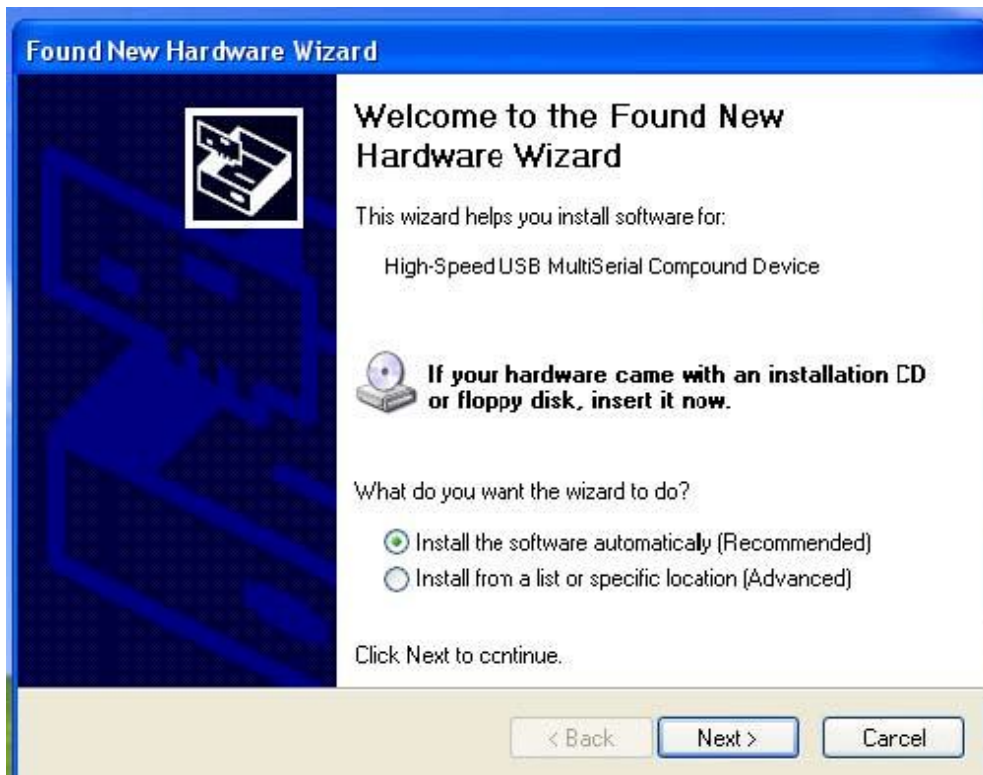 Found New Hardware Wizard
Welcome to the Found New
Hardware Wizard
This wizard helps you install software for:
High-Speed USB MultiSerial Compound Device
If your hardware came with an installation CD
or floppy disk, insert it now.
What do you want the wizard to do?
Install the software automatically (Recommended)
Install from a list or specific location (Advanced)
Click Next to continue.
< Back
Next >
Cancel